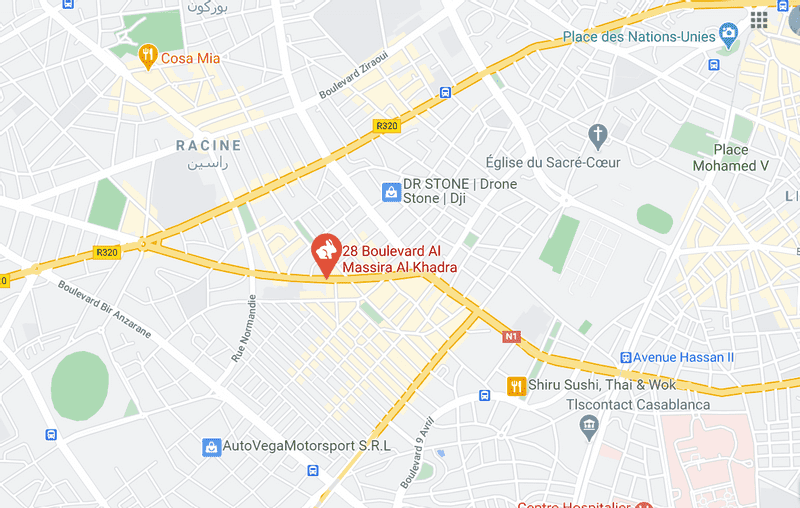 بوركون
Cosa Mia
Boulevard Ziraoui
Place des Nations-Unies
R320
RACINE
راسين
Église du Sacré-Cœur
Place
Mohamed V
DR STONE | Drone
Stone | Dji
LI
R320
28 Boulevard Al
Massira Al Khadra
20
Boulevard Bir Anzarane
Rue Normandie
N1
Avenue Hassan II
Shiru Sushi, Thai & Wok
Tlscontact Casablanca
Boulevard 9 Avril
AutoVegaMotorsport S.R.L
Centre Hospitalier